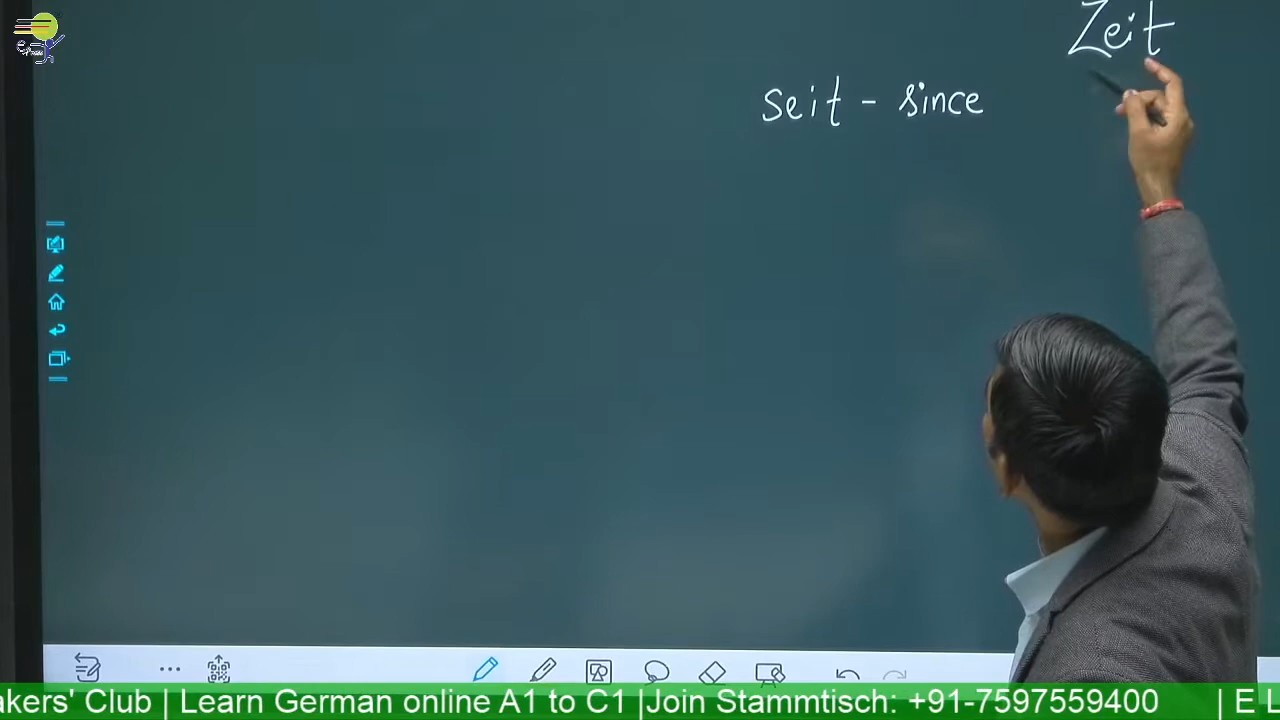 Zeit
seit - since
akers' Club | Learn German online A1 to C1 |Join Stammtisch: +91-7597559400 | E L